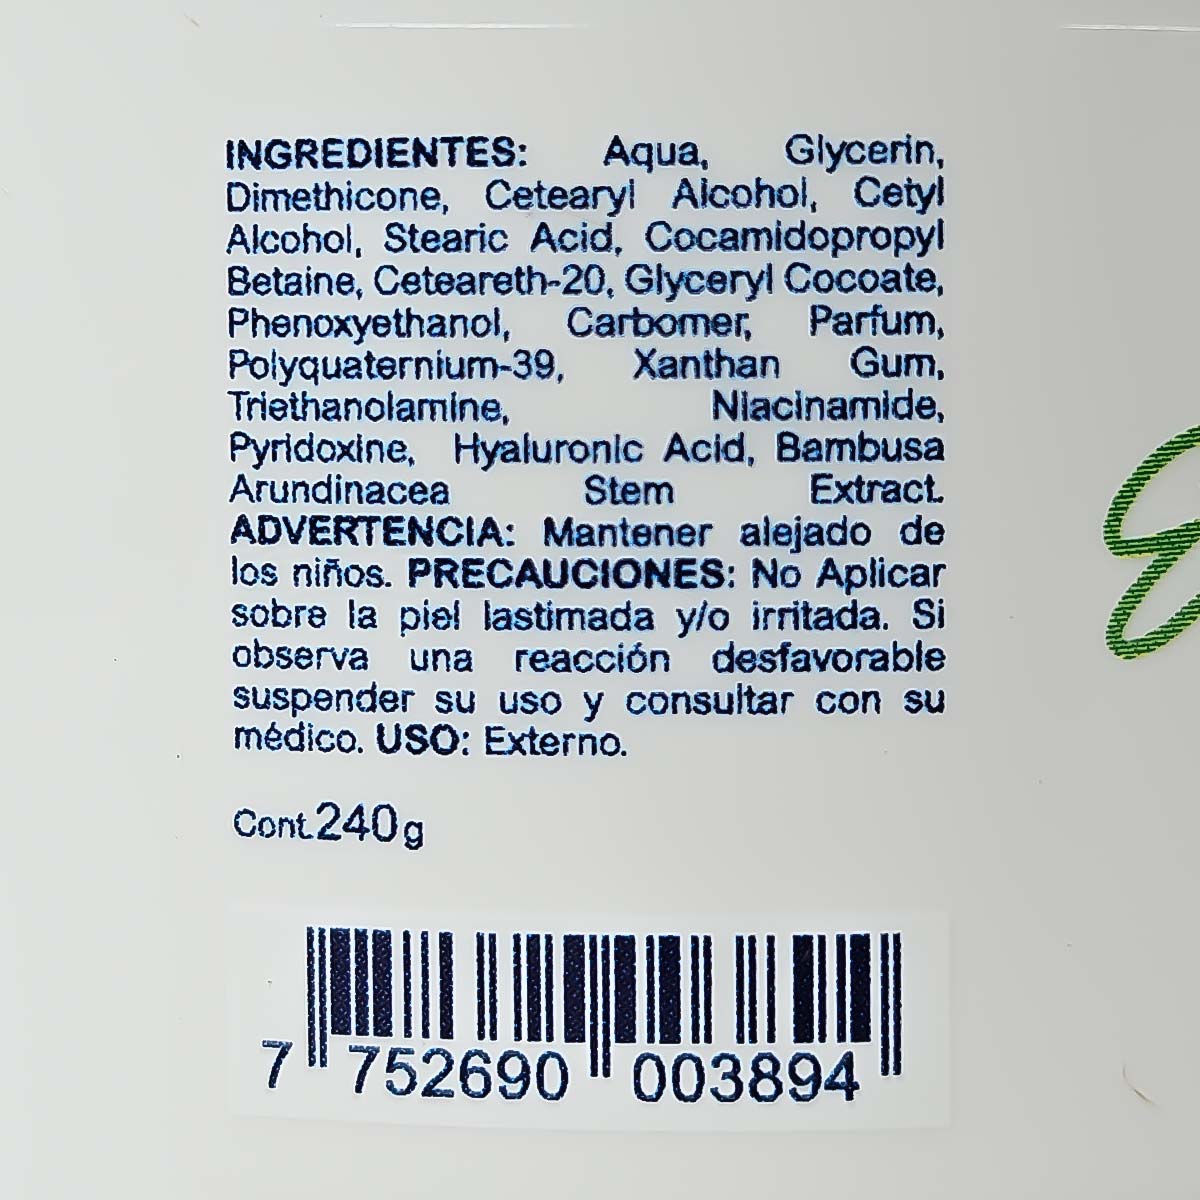 INGREDIENTES: Aqua, Glycerin,
Dimethicone, Cetearyl Alcohol, Cetyl
Alcohol, Stearic Acid, Cocamidopropyl
Betaine, Ceteareth-20, Glyceryl Cocoate,
Phenoxyethanol, Carbomer, Parfum,
Polyquaternium-39, Xanthan Gum,
Triethanolamine, Niacinamide,
Pyridoxine, Hyaluronic Acid, Bambusa
Arundinacea Stem Extract.
ADVERTENCIA: Mantener alejado de
los niños. PRECAUCIONES: No Aplicar
sobre la piel lastimada y/o irritada. Si
observa una reacción desfavorable
suspender su uso y consultar con su
médico. USO: Externo.
Cont.240g
7 752690 003894